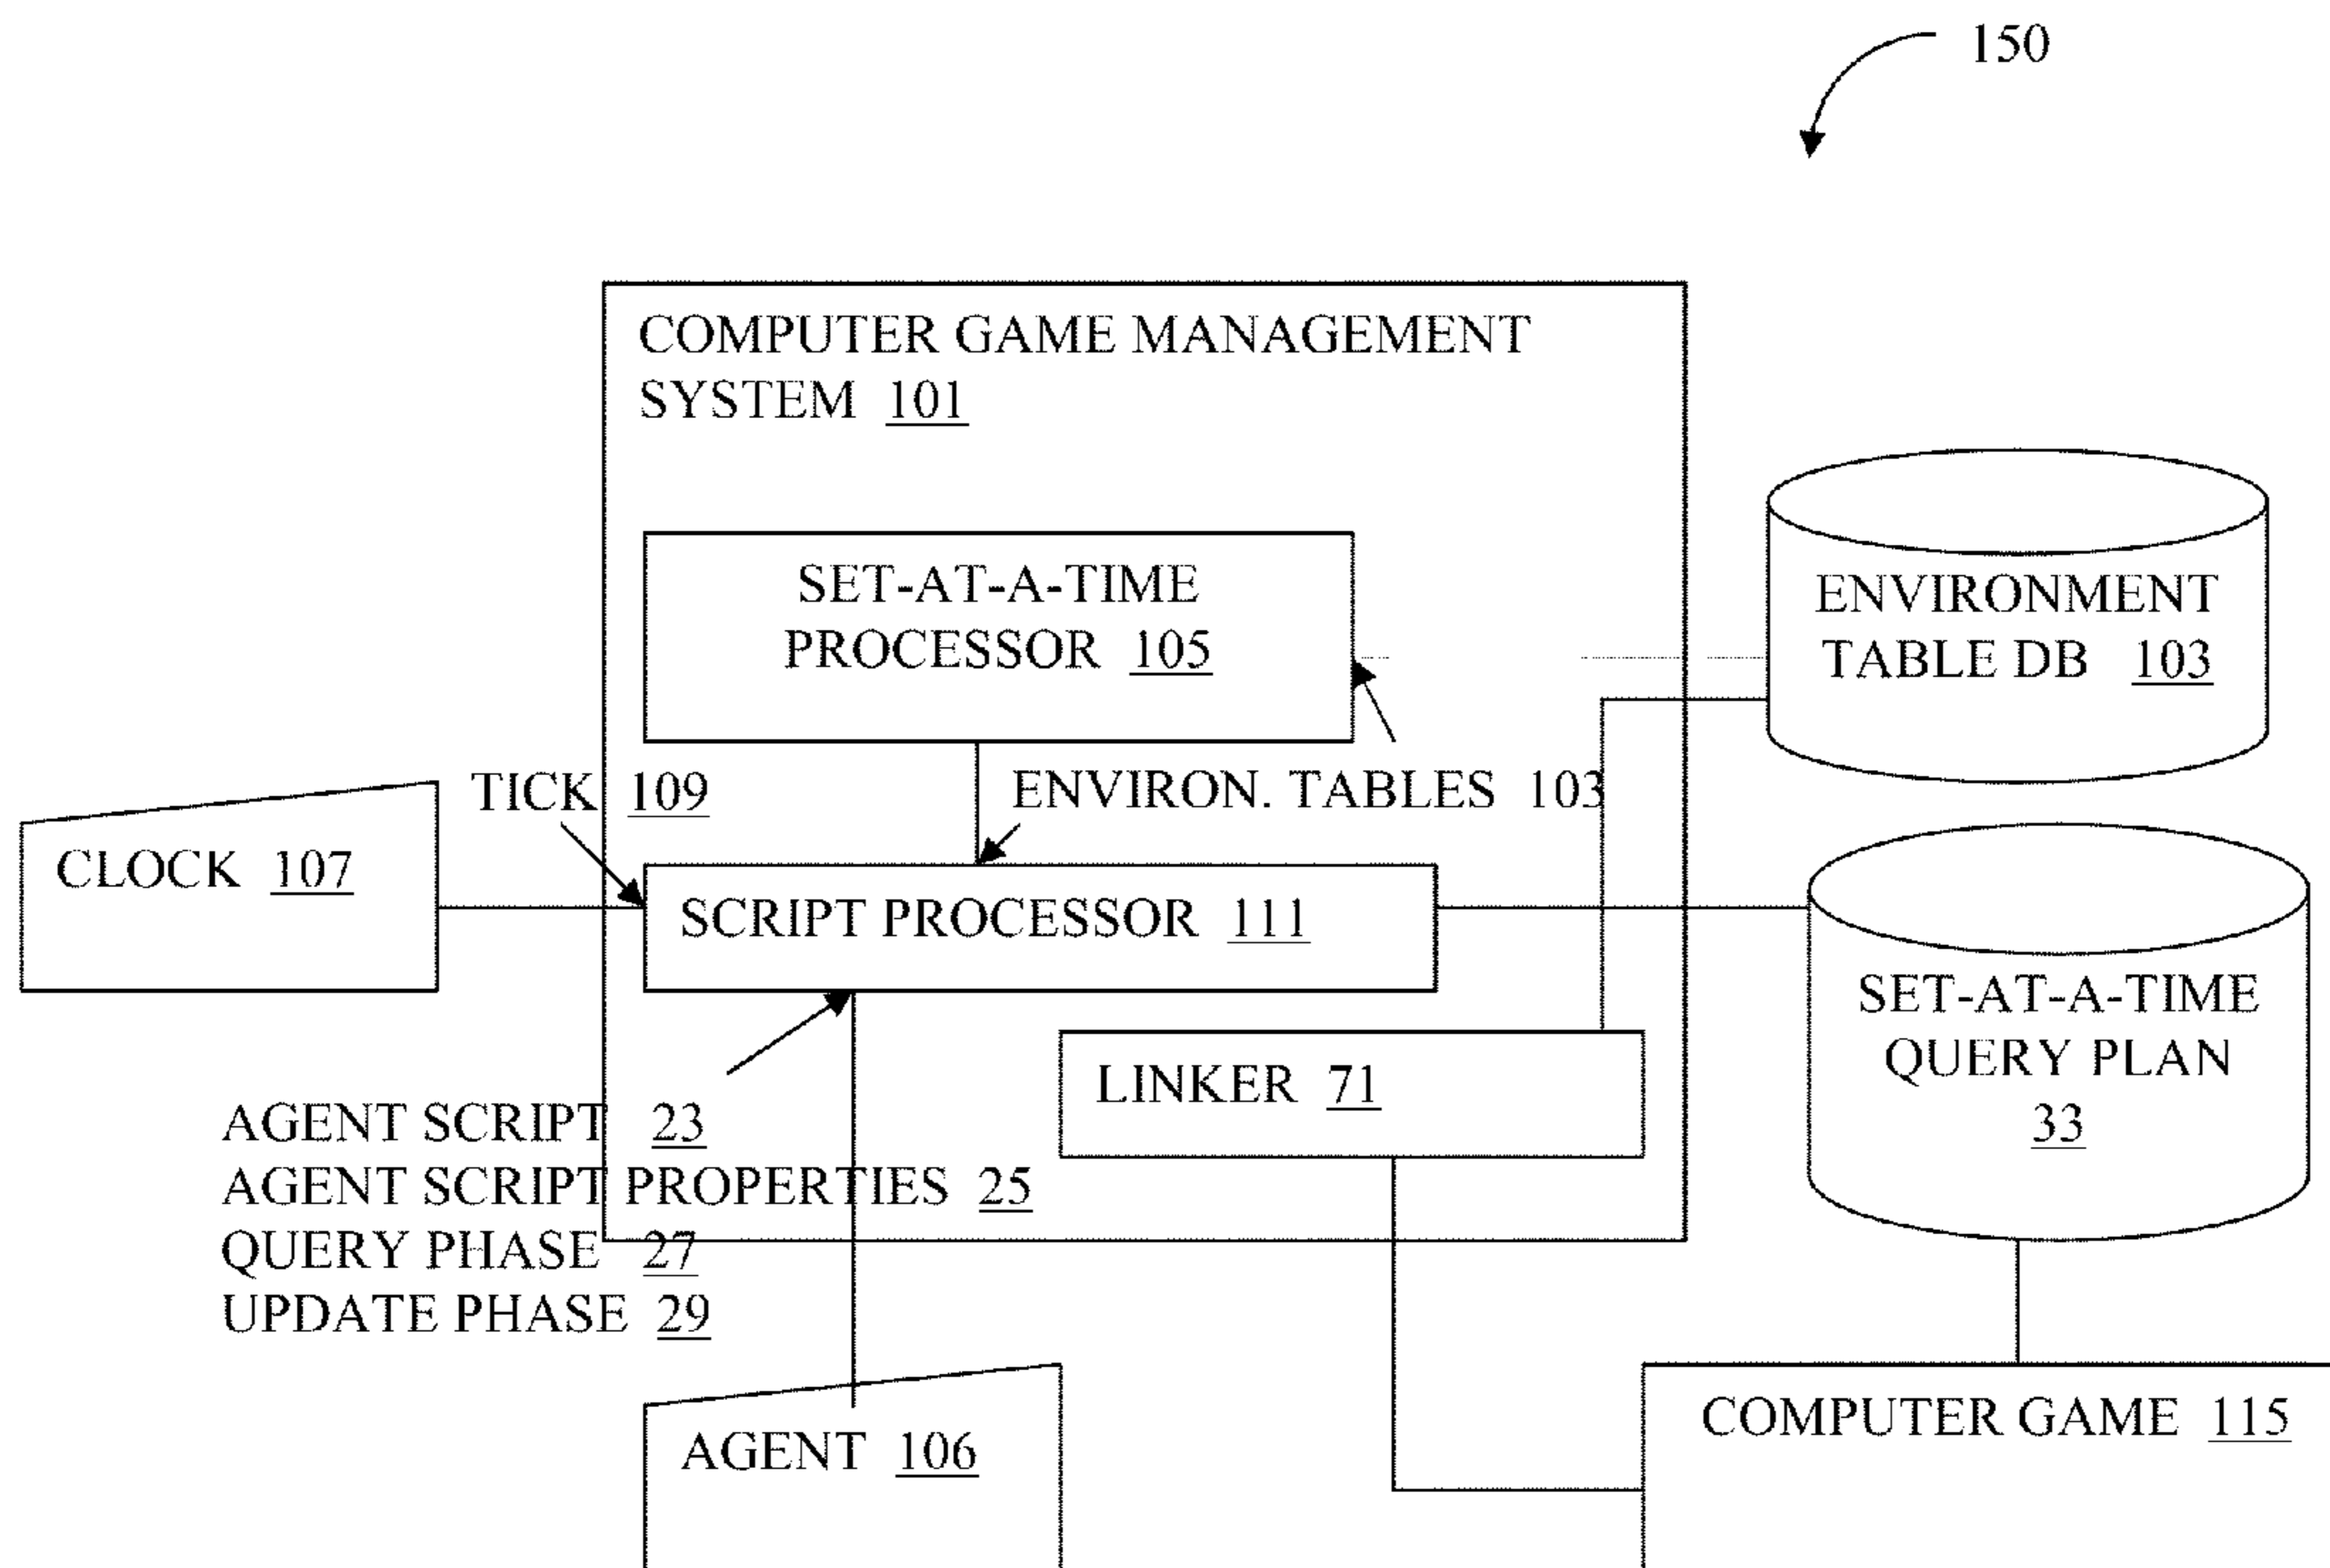 150
COMPUTER GAME MANAGEMENT
SYSTEM 101
SET-AT-A-TIME
PROCESSOR 105
ENVIRONMENT
TABLE DB 103
TICK 109
ENVIRON. TABLES 103
CLOCK 107
SCRIPT PROCESSOR 111
SET-AT-A-TIME
QUERY PLAN
33
LINKER 71
AGENT SCRIPT 23
AGENT SCRIPT PROPERTIES 25
QUERY PHASE 27
UPDATE PHASE 29
AGENT 106
COMPUTER GAME 115